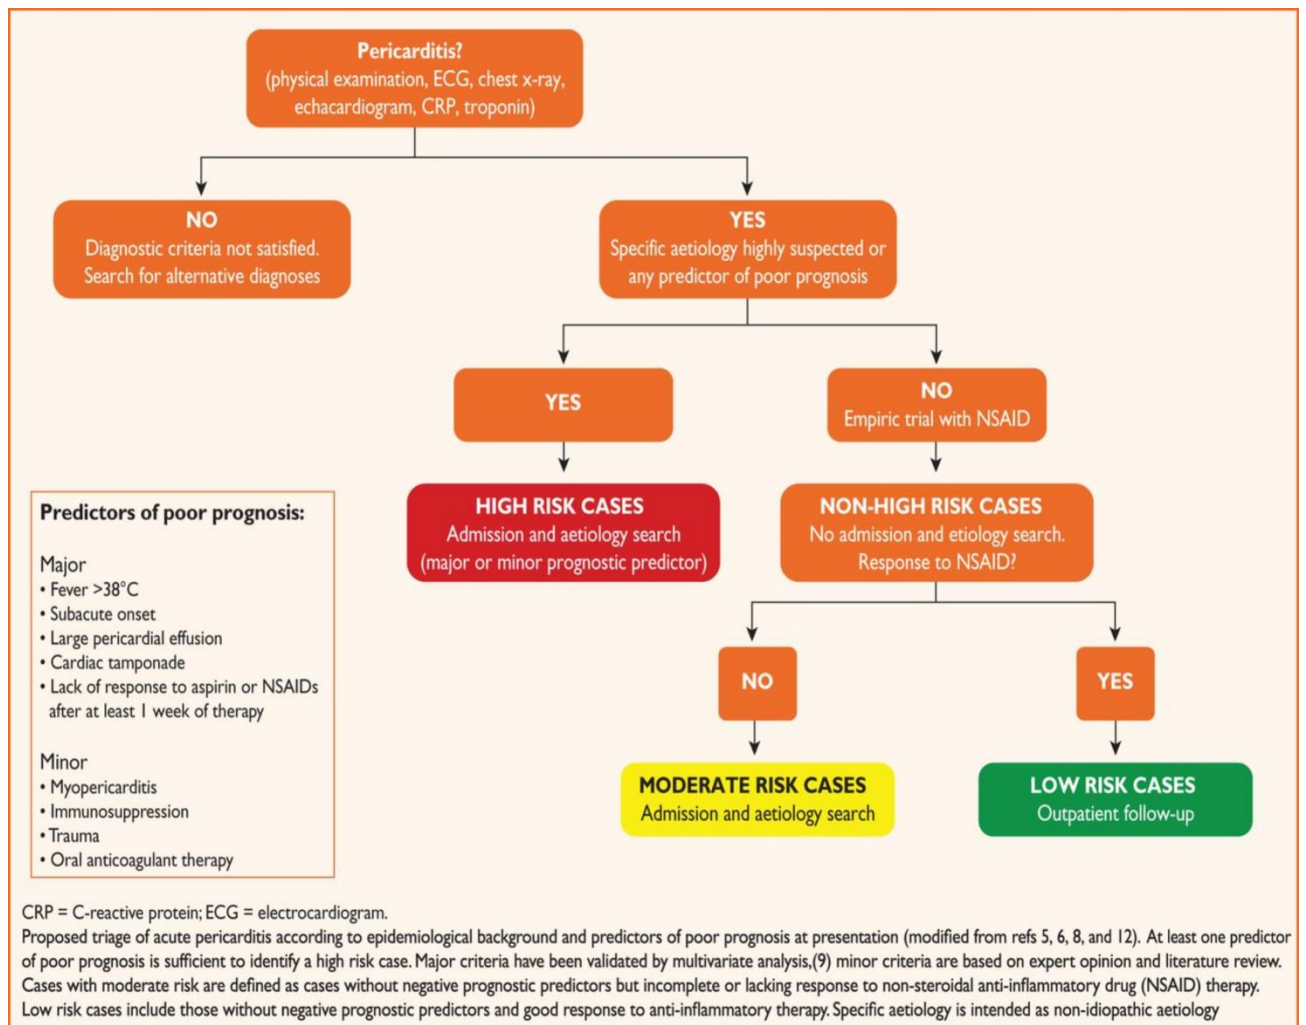 Pericarditis?
(physical examination, ECG, chest x-ray,
echacardiogram, CRP, troponin)
NO
Diagnostic criteria not satisfied.
Search for alternative diagnoses
YES
Specific aetiology highly suspected or
any predictor of poor prognosis
YES
NO
Empiric trial with NSAID
HIGH RISK CASES
Admission and aetiology search
(major or minor prognostic predictor)
NON-HIGH RISK CASES
No admission and etiology search.
Response to NSAID?
NO
YES
MODERATE RISK CASES
Admission and aetiology search
LOW RISK CASES
Outpatient follow-up
Predictors of poor prognosis:
Major
• Fever >38°C
• Subacute onset
• Large pericardial effusion
• Cardiac tamponade
• Lack of response to aspirin or NSAIDs
after at least 1 week of therapy
Minor
• Myopericarditis
• Immunosuppression
• Trauma
• Oral anticoagulant therapy
CRP = C-reactive protein; ECG = electrocardiogram.
Proposed triage of acute pericarditis according to epidemiological background and predictors of poor prognosis at presentation (modified from refs 5, 6, 8, and 12). At least one predictor
of poor prognosis is sufficient to identify a high risk case. Major criteria have been validated by multivariate analysis,(9) minor criteria are based on expert opinion and literature review.
Cases with moderate risk are defined as cases without negative prognostic predictors but incomplete or lacking response to non-steroidal anti-inflammatory drug (NSAID) therapy.
Low risk cases include those without negative prognostic predictors and good response to anti-inflammatory therapy. Specific aetiology is intended as non-idiopathic aetiology